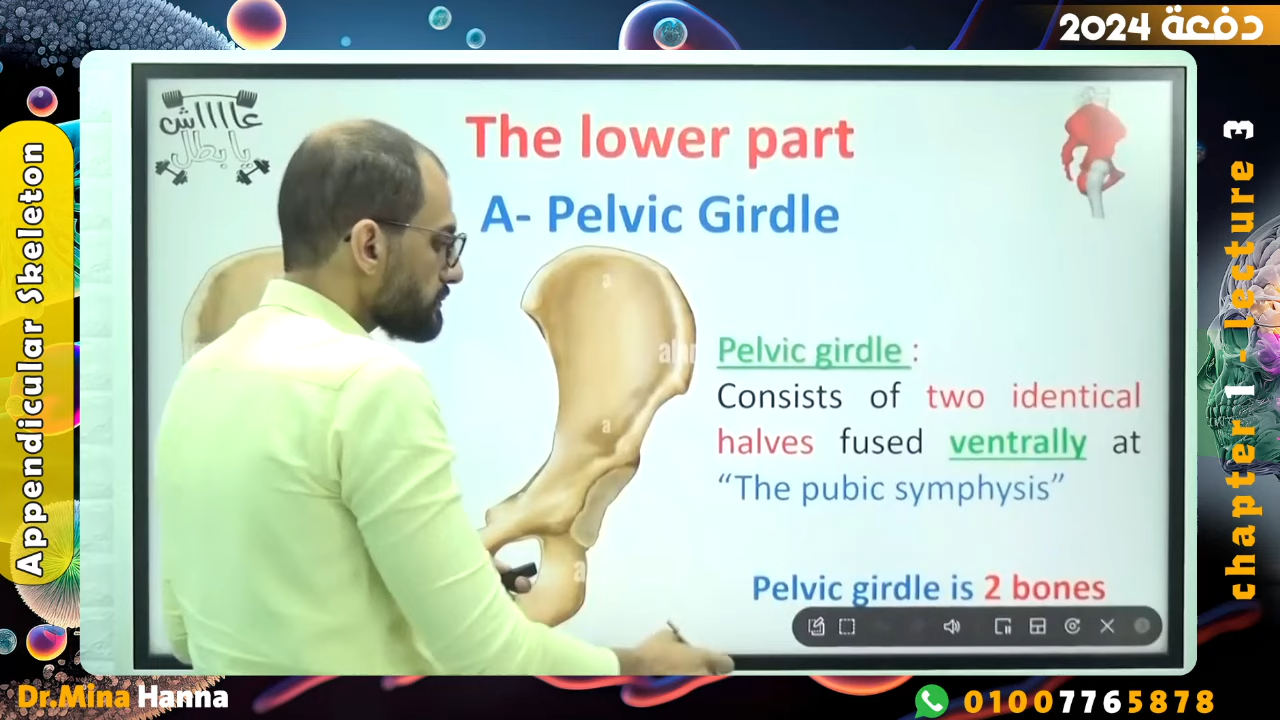 دفعة 2024
عااااش
يا بطل
The lower part
A- Pelvic Girdle
Pelvic girdle :
Consists of two identical
halves fused ventrally at
“The pubic symphysis”
Pelvic girdle is 2 bones
a
a
a
Appendicular Skeleton
chapter 1 - lecture 3
Dr.Mina Hanna
01007765878